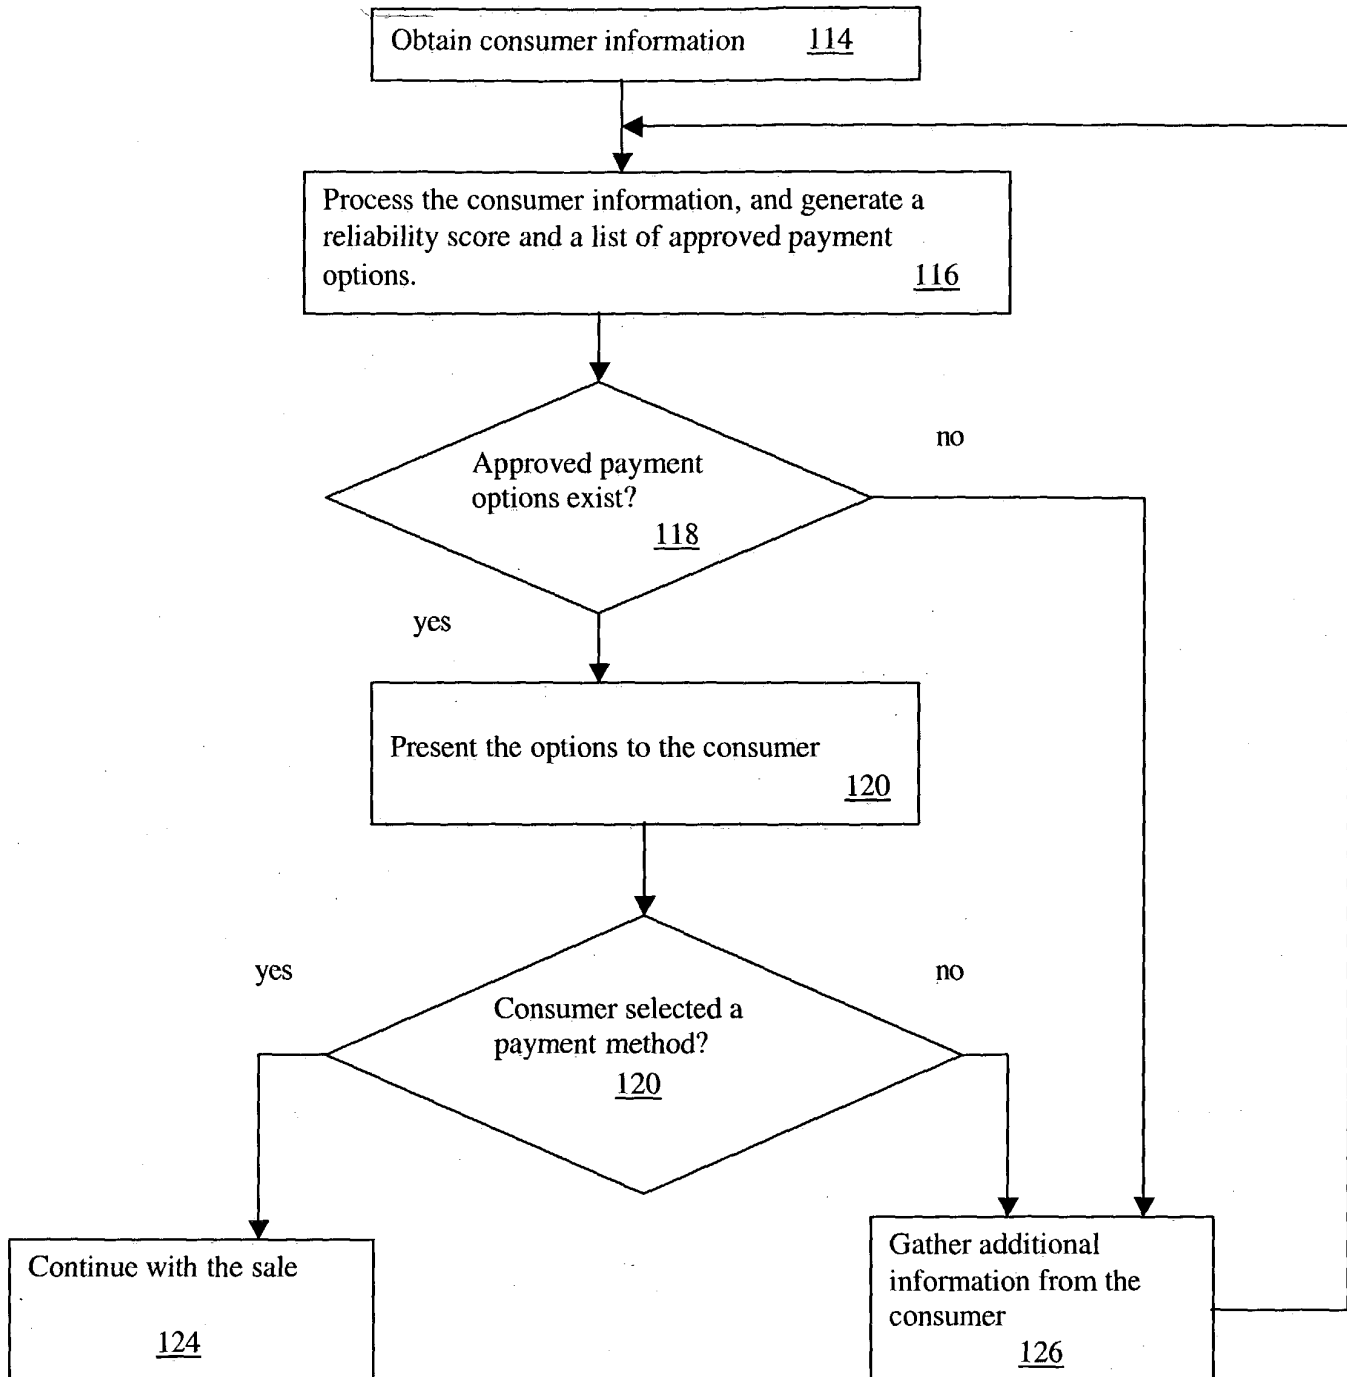 Obtain consumer information 114
Process the consumer information, and generate a
reliability score and a list of approved payment
options. 116
no
Approved payment
options exist?
118
yes
Present the options to the consumer
120
yes
no
Consumer selected a
payment method?
120
Continue with the sale
124
Gather additional
information from the
consumer
126